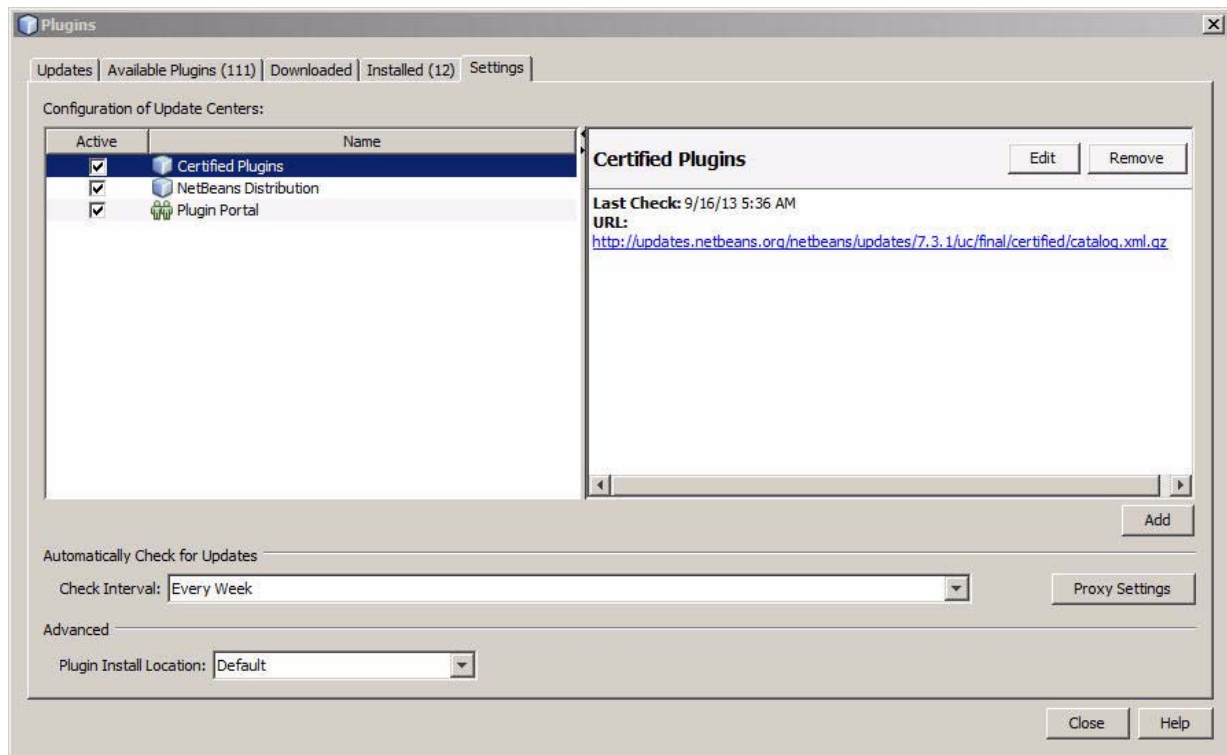 Plugins
Updates Available Plugins (111) Downloaded Installed (12) Settings
Configuration of Update Centers:
Active Name
Certified Plugins
NetBeans Distribution
Plugin Portal
Certified Plugins Edit Remove
Last Check: 9/16/13 5:36 AM
URL:
http://updates.netbeans.org/netbeans/updates/7.3.1/uc/final/certified/catalog.xml.gz
Add
Automatically Check for Updates
Check Interval: Every Week Proxy Settings
Advanced
Plugin Install Location: Default
Close Help